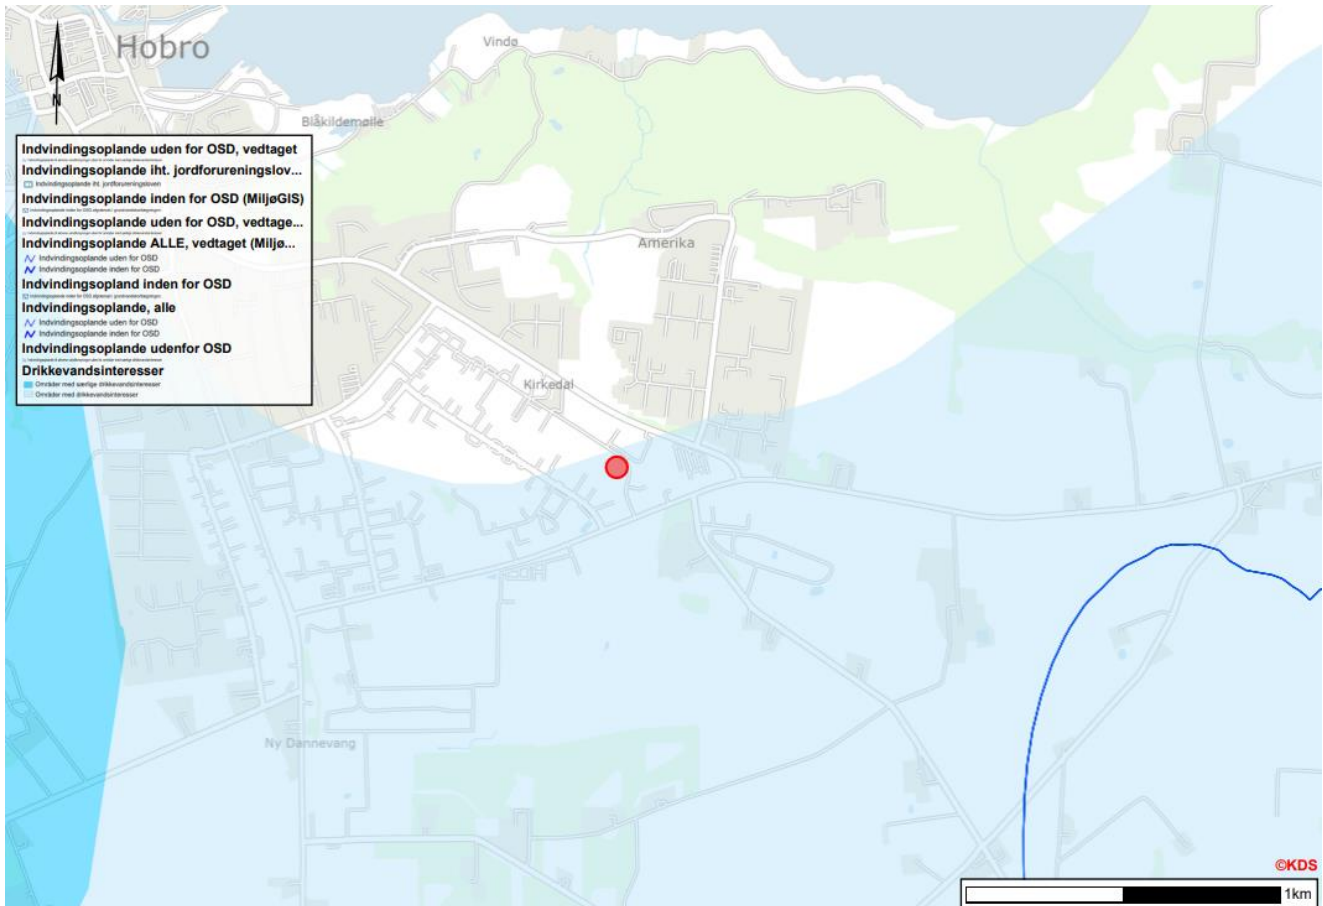 Hobro
Vindø
N
Blåkildemølle
Indvindingsoplande uden for OSD, vedtaget
Indvindingsoplande iht. jordforureningslov...
Indvindingsoplande iht. jordforureningsloven
Indvindingsoplande inden for OSD (MiljøGIS)
Indvindingsoplande uden for OSD, vedtage...
Indvindingsoplande ALLE, vedtaget (Miljø...
Indvindingsoplande uden for OSD
Indvindingsoplande inden for OSD
Indvindingsopland inden for OSD
Indvindingsoplande, alle
Indvindingsoplande uden for OSD
Indvindingsoplande inden for OSD
Indvindingsoplande udenfor OSD
Drikkevandsinteresser
Områder med særlige drikkevandsinteresser
Områder med drikkevandsinteresser
Amerika
Kirkedal
Ny Dannevang
©KDS
1km